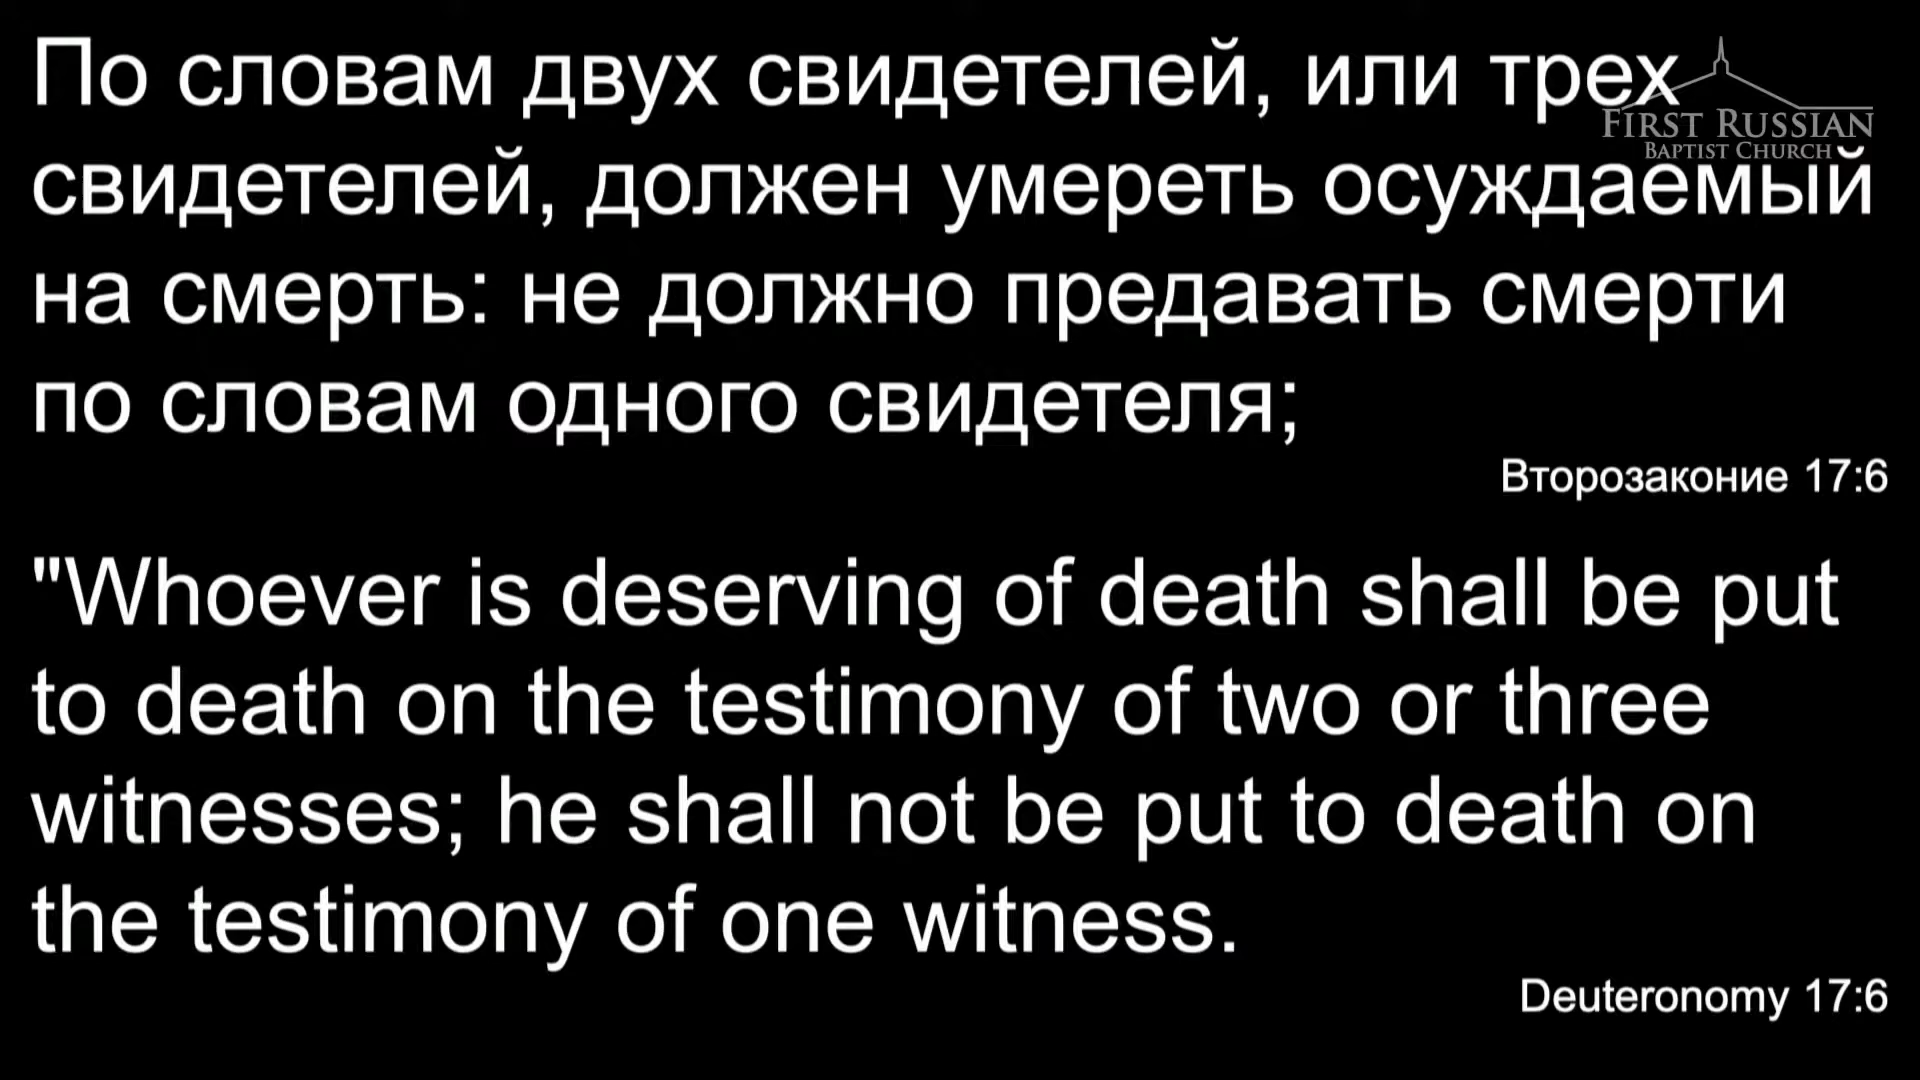 По словам двух свидетелей, или трех
FIRST RUSSIAN
BAPTIST CHURCH
свидетелей, должен умереть осуждаемый
на смерть: не должно предавать смерти
по словам одного свидетеля;
Второзаконие 17:6
"Whoever is deserving of death shall be put
to death on the testimony of two or three
witnesses; he shall not be put to death on
the testimony of one witness.
Deuteronomy 17:6